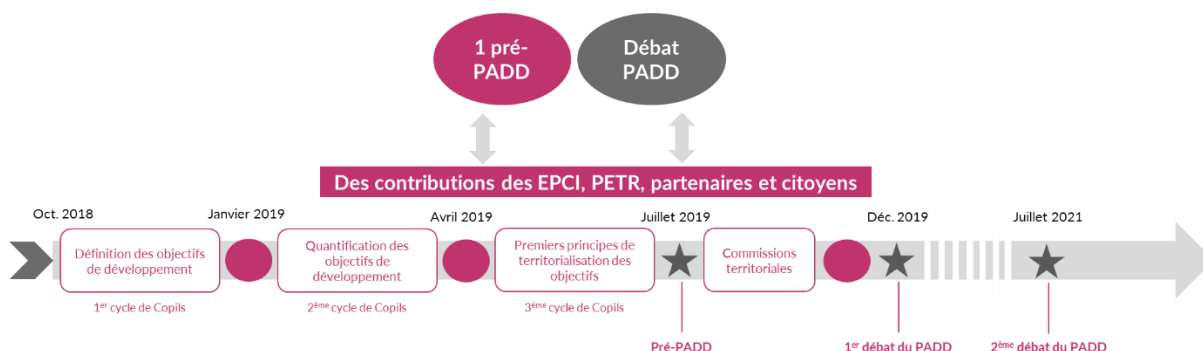 1 pré-
PADD
Débat
PADD
Des contributions des EPCI, PETR, partenaires et citoyens
Oct. 2018
Janvier 2019
Avril 2019
Juillet 2019
Déc. 2019
Juillet 2021
Définition des objectifs
de développement
Quantification des
objectifs de
développement
Premiers principes de
territorialisation des
objectifs
Commissions
territoriales
1er cycle de Copils
2ème cycle de Copils
3ème cycle de Copils
Pré-PADD
1er débat du PADD
2ème débat du PADD